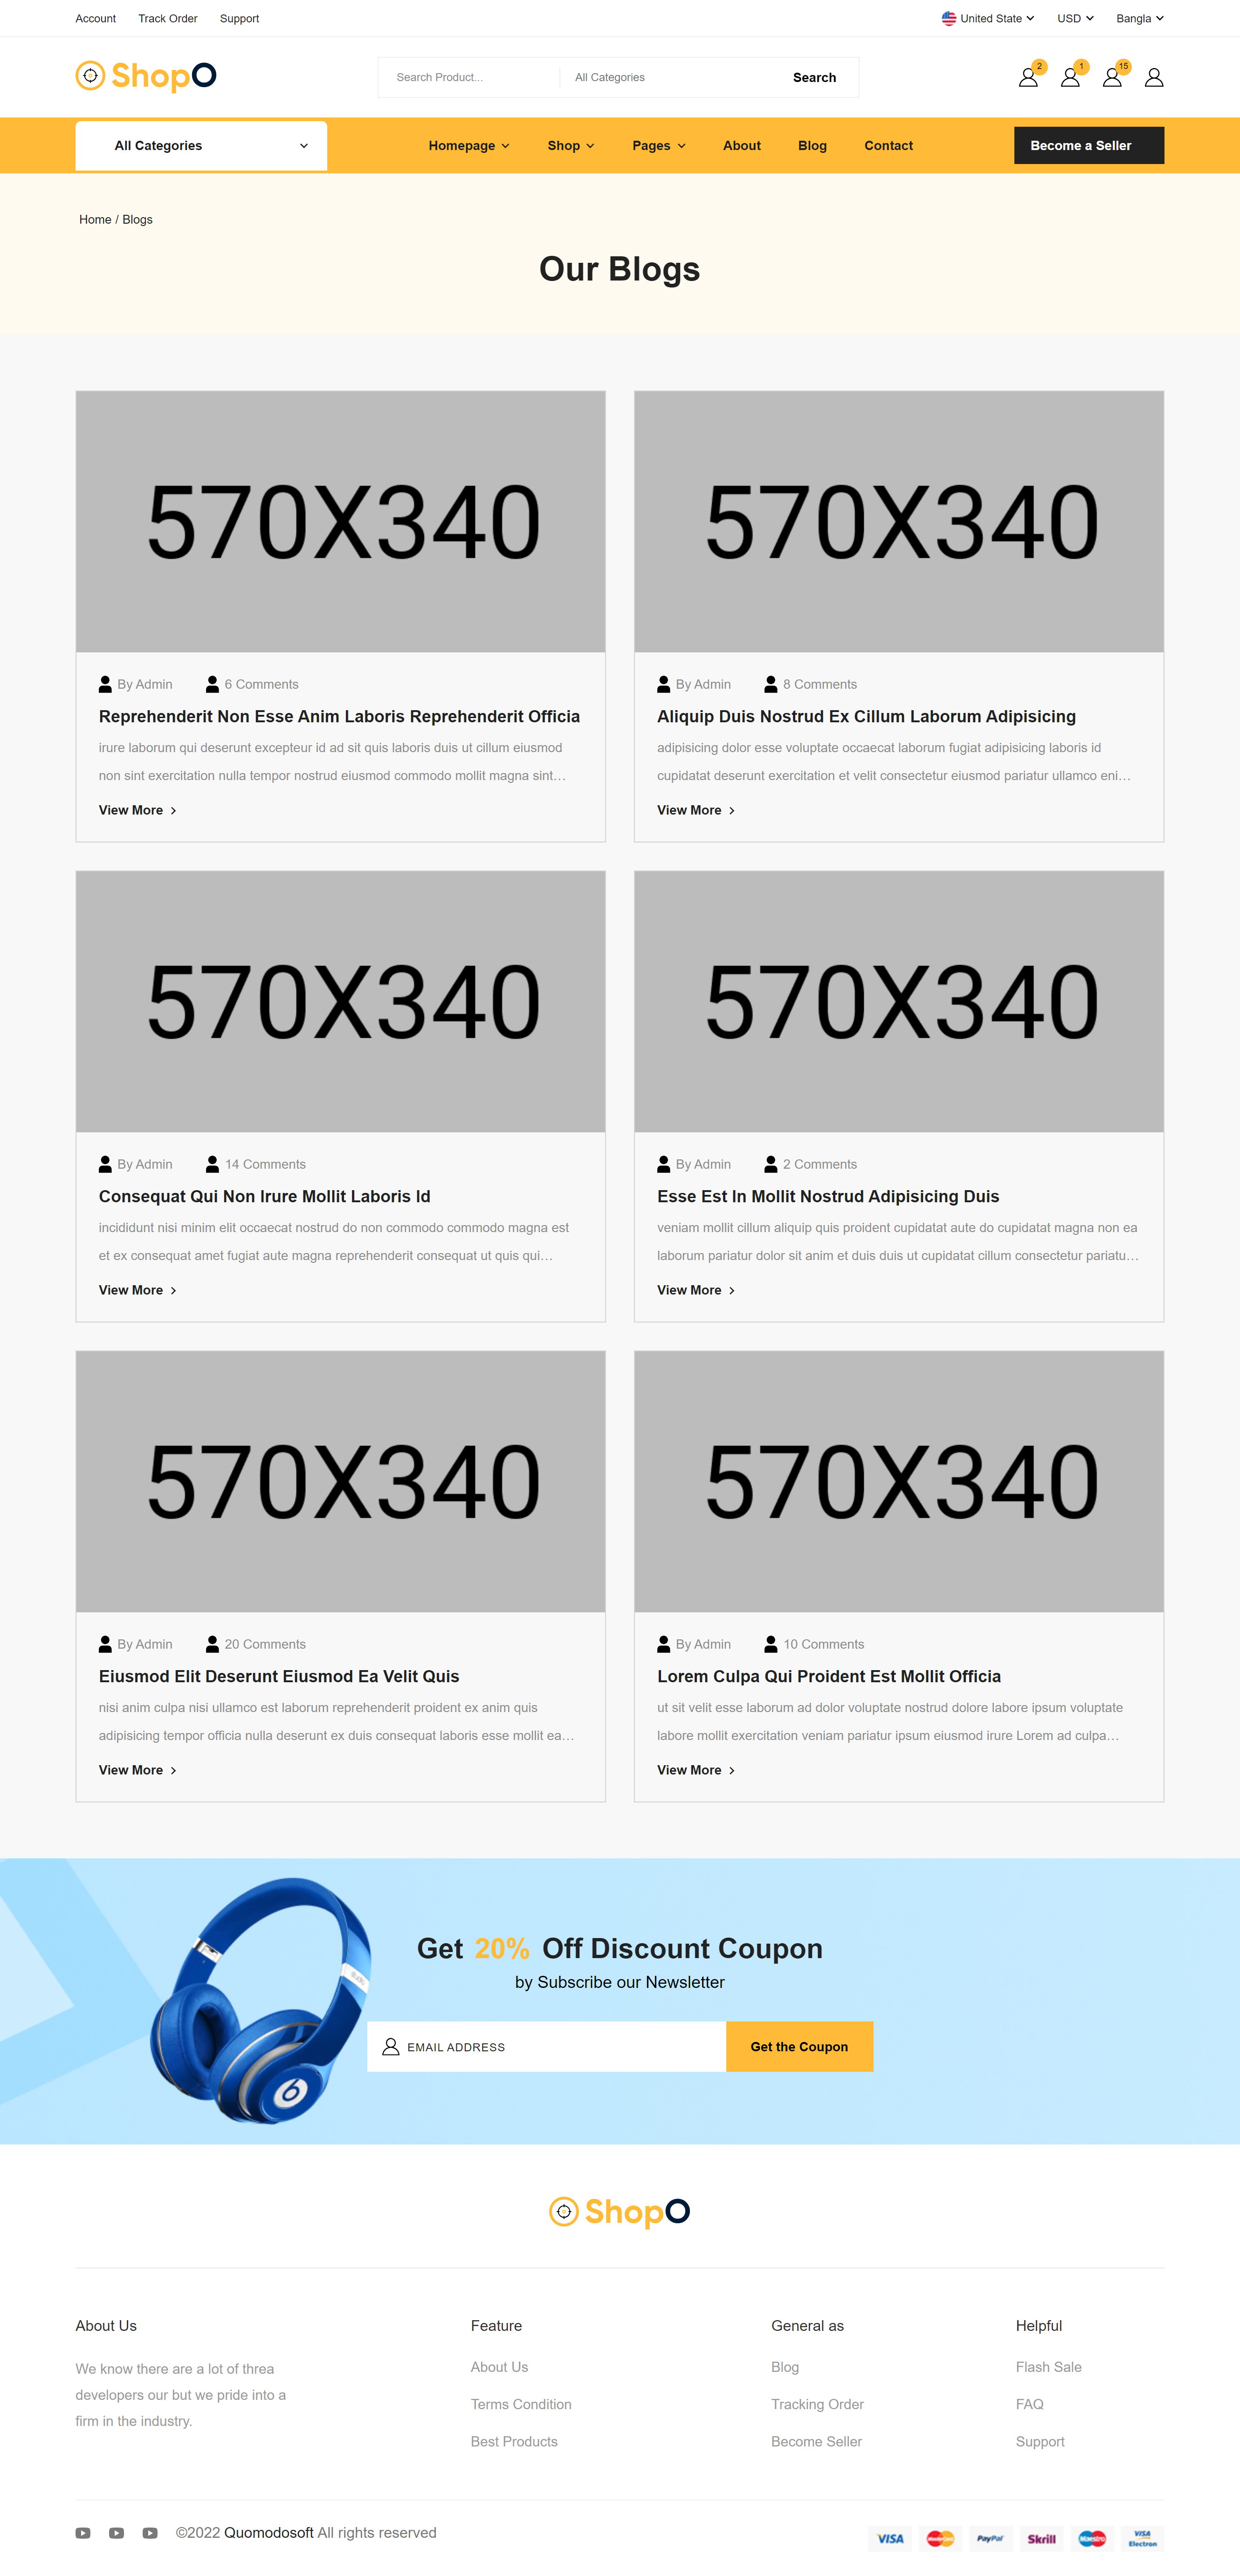 Account Track Order Support United State USD Bangla
ShopO Search Product... All Categories Search 2 1 15
All Categories Homepage Shop Pages About Blog Contact Become a Seller
Home / Blogs
Our Blogs
570X340
By Admin 6 Comments
Reprehenderit Non Esse Anim Laboris Reprehenderit Officia
irure laborum qui deserunt excepteur id ad sit quis laboris duis ut cillum eiusmod
non sint exercitation nulla tempor nostrud eiusmod commodo mollit magna sint...
View More
570X340
By Admin 8 Comments
Aliquip Duis Nostrud Ex Cillum Laborum Adipisicing
adipisicing dolor esse voluptate occaecat laborum fugiat adipisicing laboris id
cupidatat deserunt exercitation et velit consectetur eiusmod pariatur ullamco eni...
View More
570X340
By Admin 14 Comments
Consequat Qui Non Irure Mollit Laboris Id
incididunt nisi minim elit occaecat nostrud do non commodo commodo magna est
et ex consequat amet fugiat aute magna reprehenderit consequat ut quis qui...
View More
570X340
By Admin 2 Comments
Esse Est In Mollit Nostrud Adipisicing Duis
veniam mollit cillum aliquip quis proident cupidatat aute do cupidatat magna non ea
laborum pariatur dolor sit anim et duis duis ut cupidatat cillum consectetur pariatu...
View More
570X340
By Admin 20 Comments
Eiusmod Elit Deserunt Eiusmod Ea Velit Quis
nisi anim culpa nisi ullamco est laborum reprehenderit proident ex anim quis
adipisicing tempor officia nulla deserunt ex duis consequat laboris esse mollit ea...
View More
570X340
By Admin 10 Comments
Lorem Culpa Qui Proident Est Mollit Officia
ut sit velit esse laborum ad dolor voluptate nostrud dolore labore ipsum voluptate
labore mollit exercitation veniam pariatur ipsum eiusmod irure Lorem ad culpa...
View More
Get 20% Off Discount Coupon
by Subscribe our Newsletter
EMAIL ADDRESS Get the Coupon
ShopO
About Us
We know there are a lot of threa
developers our but we pride into a
firm in the industry.
Feature
About Us
Terms Condition
Best Products
General as
Blog
Tracking Order
Become Seller
Helpful
Flash Sale
FAQ
Support
©2022 Quomodosoft All rights reserved
VISA MasterCard PayPal Skrill Maestro VISA Electron